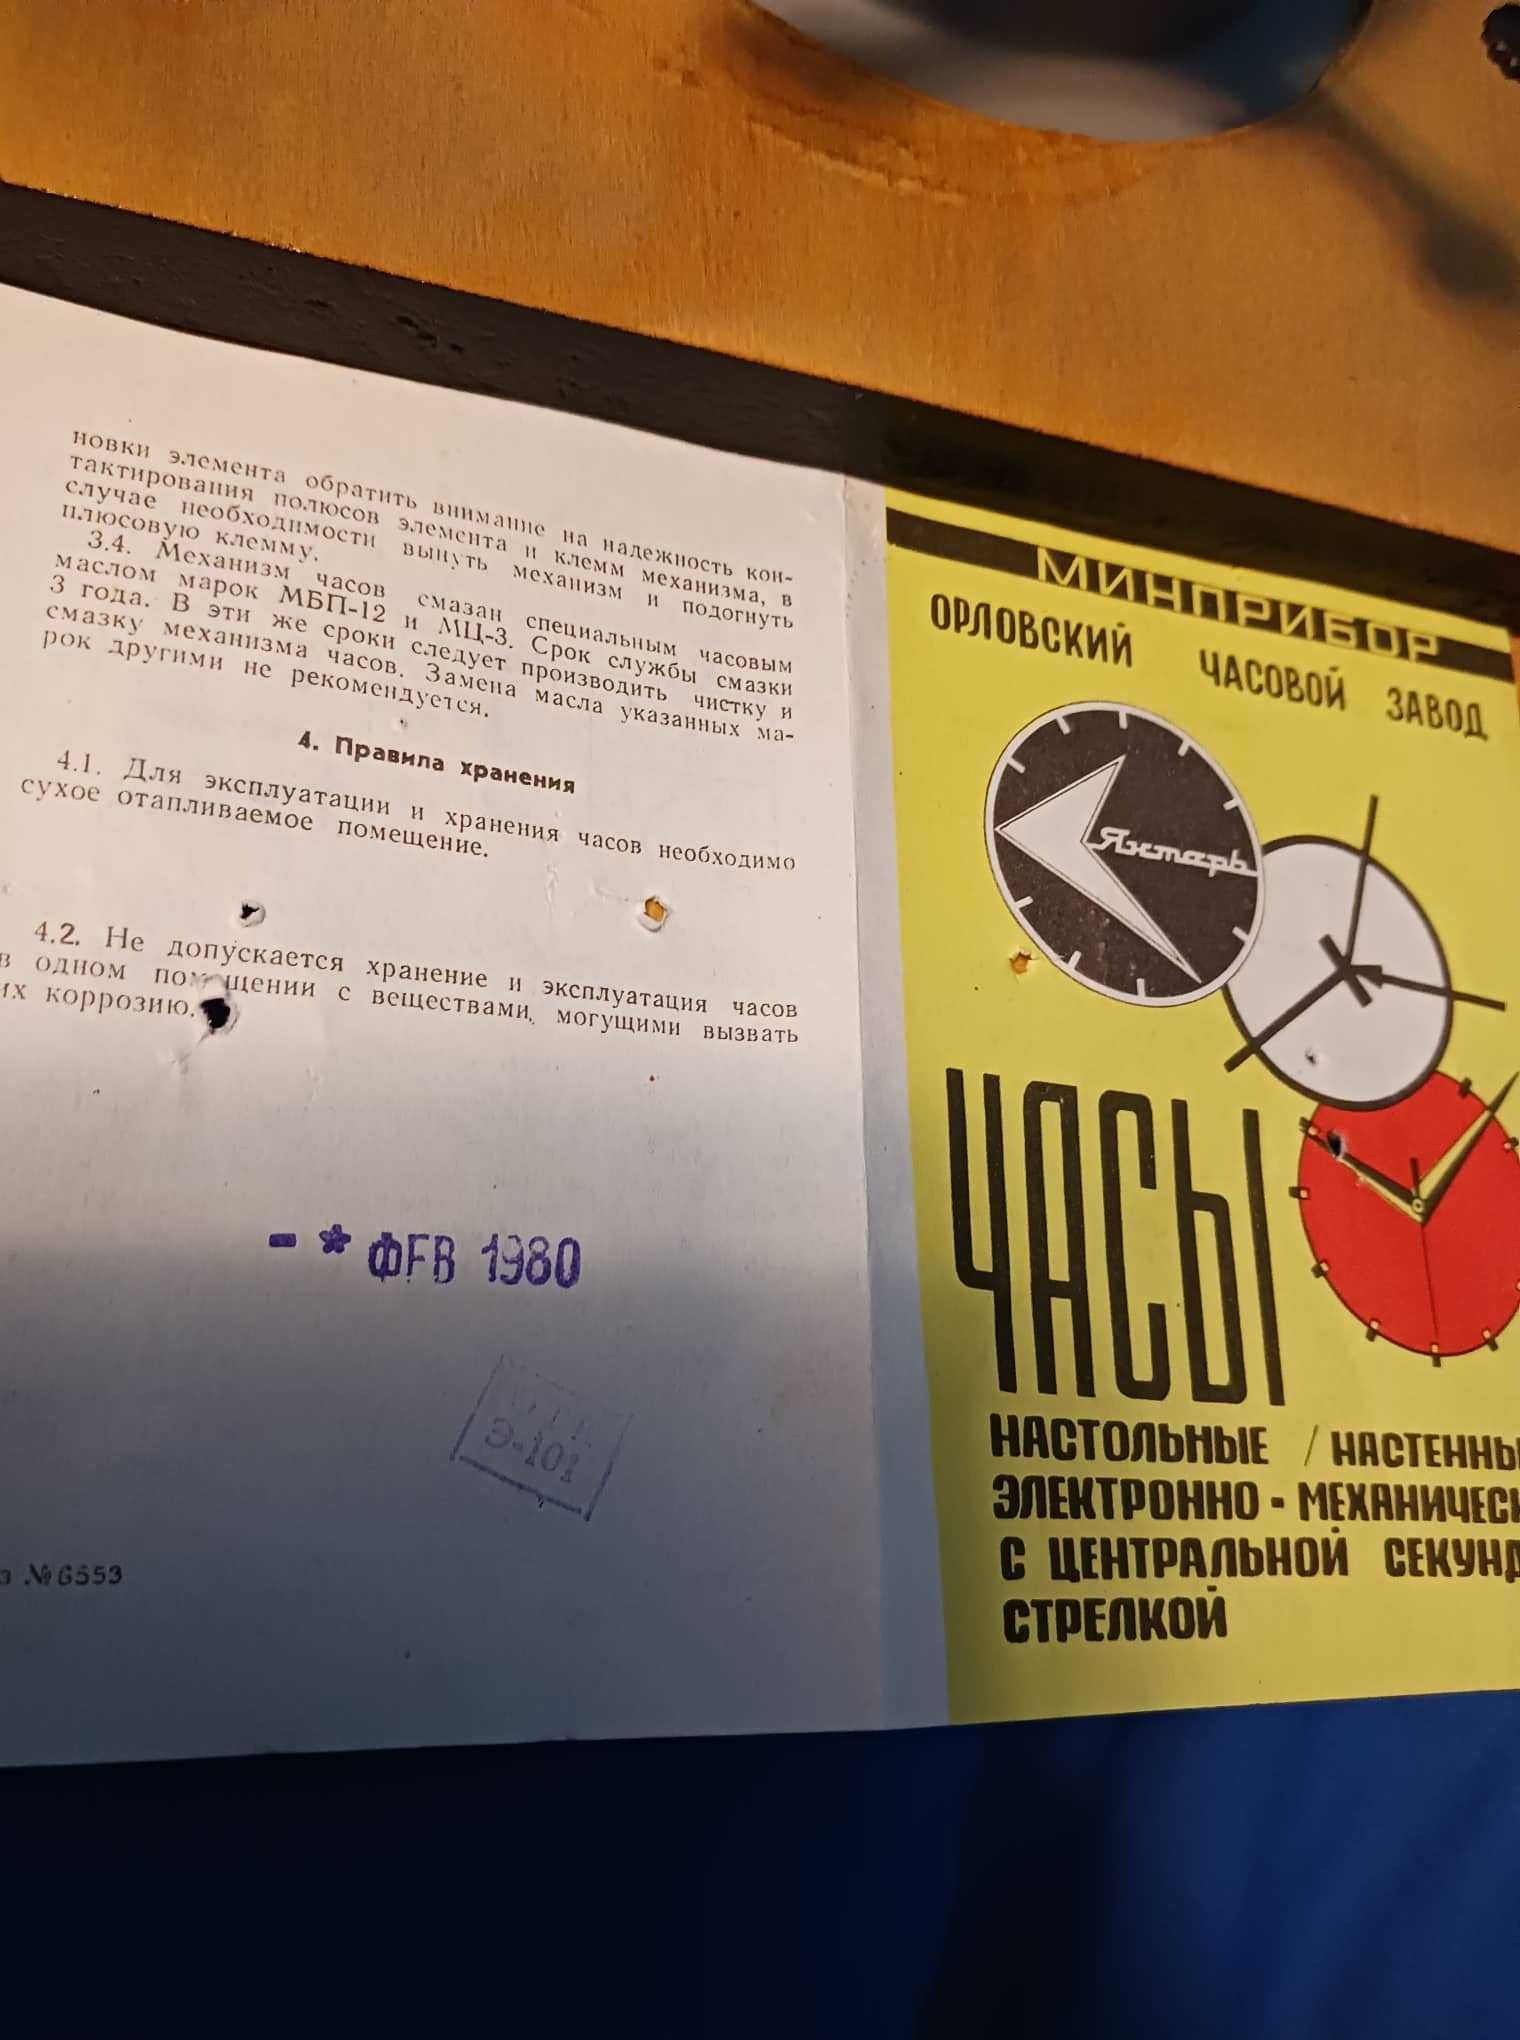 новки элемента обратить внимание на надежность кон-
тактирования полюсов элемента и клемм механизма, в
случае необходимости вынуть механизм и подогнуть
плюсовую клемму.
3.4. Механизм часов смазан специальным часовым
маслом марок МБП-12 и МЦ-3. Срок службы смазки
3 года. В эти же сроки следует производить чистку и
смазку механизма часов. Замена масла указанных ма-
рок другими не рекомендуется.
4. Правила хранения
4.1. Для эксплуатации и хранения часов необходимо
сухое отапливаемое помещение.
4.2. Не допускается хранение и эксплуатация часов
в одном помещении с веществами, могущими вызвать
их коррозию.
- * ФЕВ 1980
Э-101
з № 6553
МИНПРИБОР
ОРЛОВСКИЙ ЧАСОВОЙ ЗАВОД
Янтарь
ЧАСЫ
НАСТОЛЬНЫЕ / НАСТЕННЫ
ЭЛЕКТРОННО - МЕХАНИЧЕСК
С ЦЕНТРАЛЬНОЙ СЕКУНД
СТРЕЛКОЙ